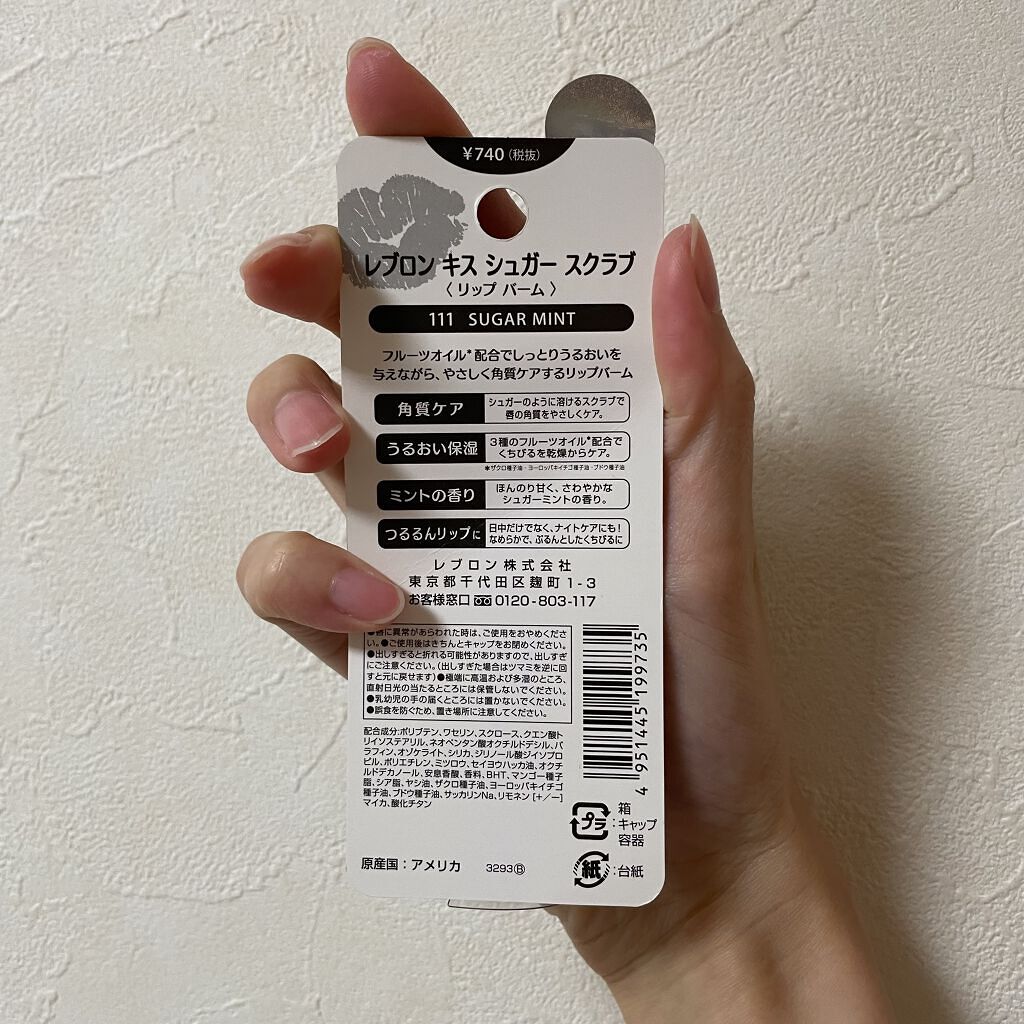 ¥740(税抜)
レブロン キス シュガー スクラブ
〈リップ バーム〉
111 SUGAR MINT
フルーツオイル*配合でしっとりうるおいを
与えながら、やさしく角質ケアするリップバーム
角質ケア
シュガーのように溶けるスクラブで
唇の角質をやさしくケア。
うるおい保湿
3種のフルーツオイル*配合で
くちびるを乾燥からケア。
*ザクロ種子油・ヨーロッパキイチゴ種子油・ブドウ種子油
ミントの香り
ほんのり甘く、さわやかな
シュガーミントの香り。
つるるんリップに
日中だけでなく、ナイトケアにも!
なめらかで、ぷるんとしたくちびるに
レブロン株式会社
東京都千代田区麹町1-3
お客様窓口 0120-803-117
●唇に異常があらわれた時は、ご使用をおやめくださ
い。●ご使用後はきちんとキャップをお閉めください。
●出しすぎると折れる可能性がありますので、出しすぎ
にご注意ください。(出しすぎた場合はツマミを逆に回
すと元に戻せます)●極端に高温および多湿のところ、
直射日光の当たるところには保管しないでください。
●乳幼児の手の届くところには置かないでください。
●誤食を防ぐため、置き場所に注意してください。
配合成分:ポリブテン、ワセリン、スクロース、クエン酸ト
リイソステアリル、ネオペンタン酸オクチルドデシル、パ
ラフィン、オゾケライト、シリカ、ジリノール酸ジイソプロ
ピル、ポリエチレン、ミツロウ、セイヨウハッカ油、オクチ
ルドデカノール、安息香酸、香料、BHT、マンゴー種子
脂、シア脂、ヤシ油、ザクロ種子油、ヨーロッパキイチゴ
種子油、ブドウ種子油、サッカリンNa、リモネン [+/-]
マイカ、酸化チタン
4 951445 199735
プラ
:箱
キャップ
容器
紙
:台紙
原産国:アメリカ
3293Ⓑ